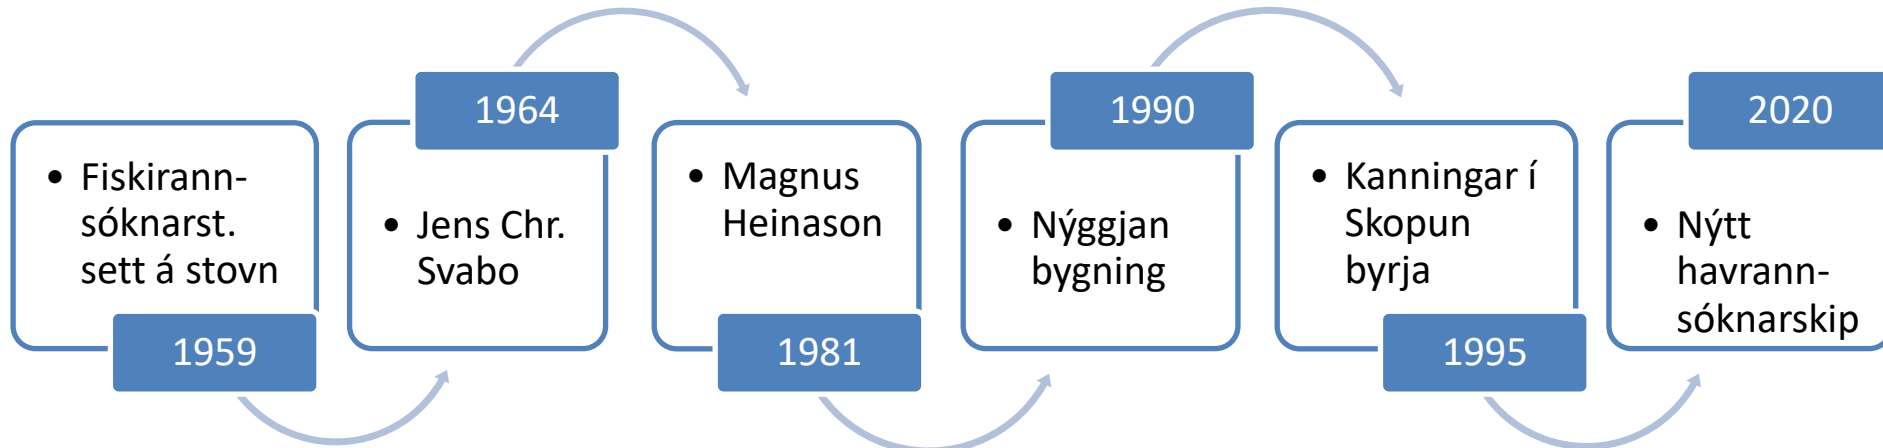 • Fiskirann-
sóknarst.
sett á stovn
1959
1964
• Jens Chr.
Svabo
• Magnus
Heinason
1981
1990
• Nýggjan
bygning
• Kanningar í
Skopun
byrja
1995
2020
• Nýtt
havrann-
sóknarskip